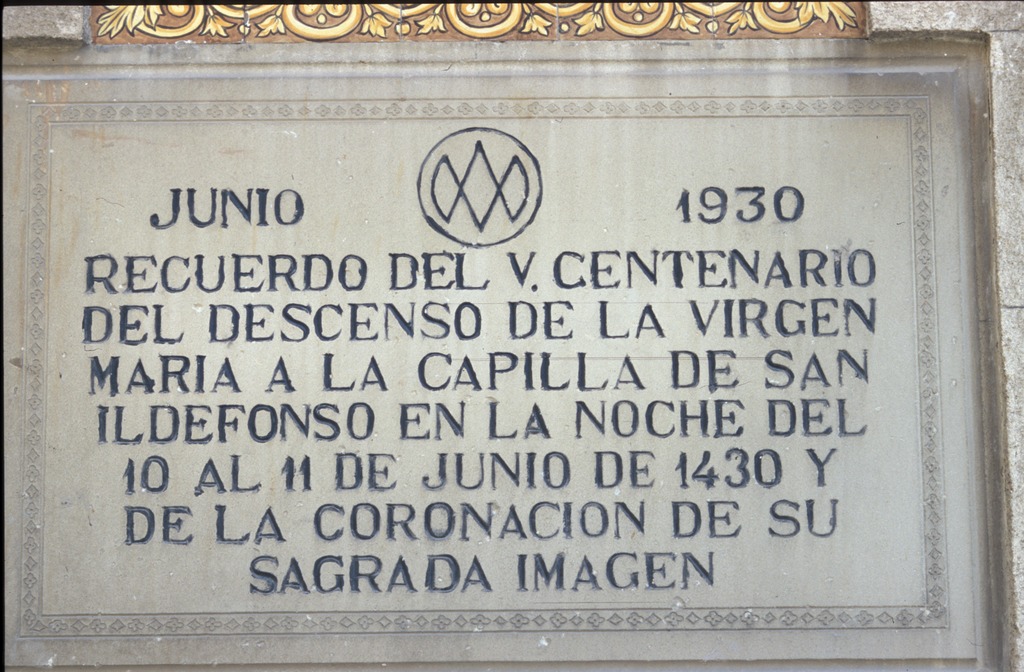 JUNIO 1930
RECUERDO DEL V. CENTENARIO
DEL DESCENSO DE LA VIRGEN
MARIA A LA CAPILLA DE SAN
ILDEFONSO EN LA NOCHE DEL
10 AL 11 DE JUNIO DE 1430 Y
DE LA CORONACION DE SU
SAGRADA IMAGEN